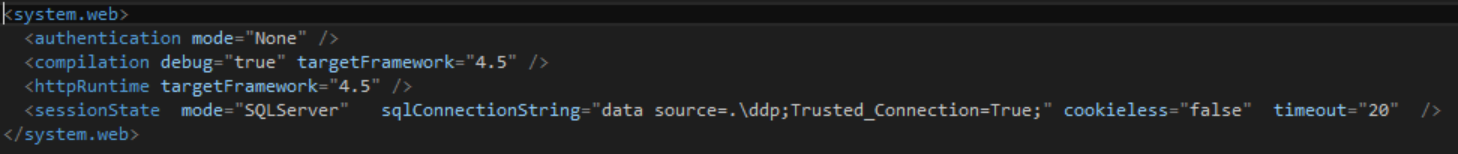 <system.web>
<authentication mode="None" />
<compilation debug="true" targetFramework="4.5" />
<httpRuntime targetFramework="4.5" />
<sessionState  mode="SQLServer"   sqlConnectionString="data source=.\ddp;Trusted_Connection=True;" cookieless="false"  timeout="20"  />
</system.web>